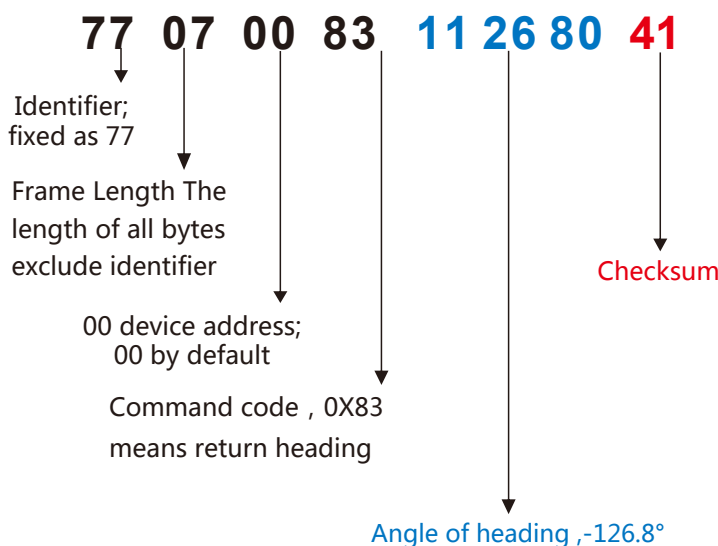 77 07 00 83 11 26 80 41
Identifier;
fixed as 77
Frame Length The
length of all bytes
exclude identifier
Checksum
00 device address;
00 by default
Command code , 0X83
means return heading
Angle of heading ,-126.8°